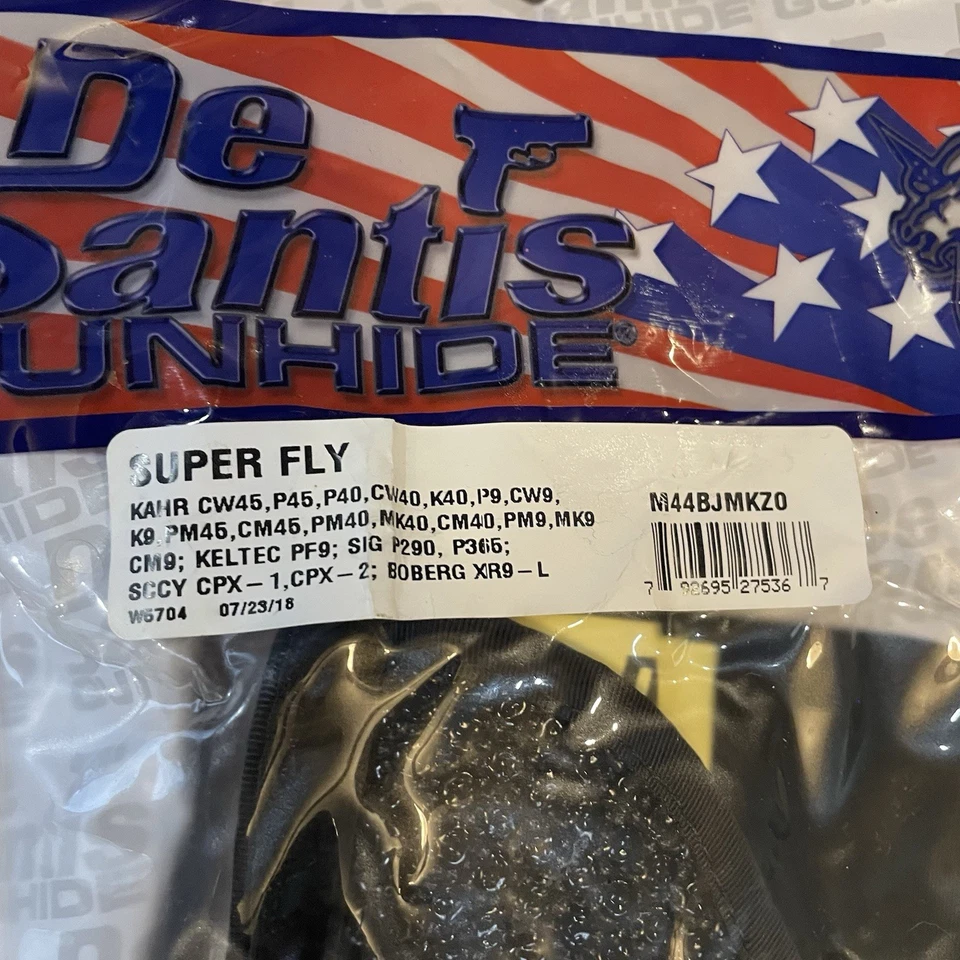 De
Santis
GUNHIDE®
SUPER FLY
KAHR CW45,P45,P40,CW40,K40,P9,CW9,
K9,PM45,CM45,PM40,MK40,CM40,PM9,MK9
CM9; KELTEC PF9; SIG P290, P365;
SCCY CPX-1,CPX-2; BOBERG XR9-L
W5704 07/23/18
M44BJMKZ0
7 92695 27536 7